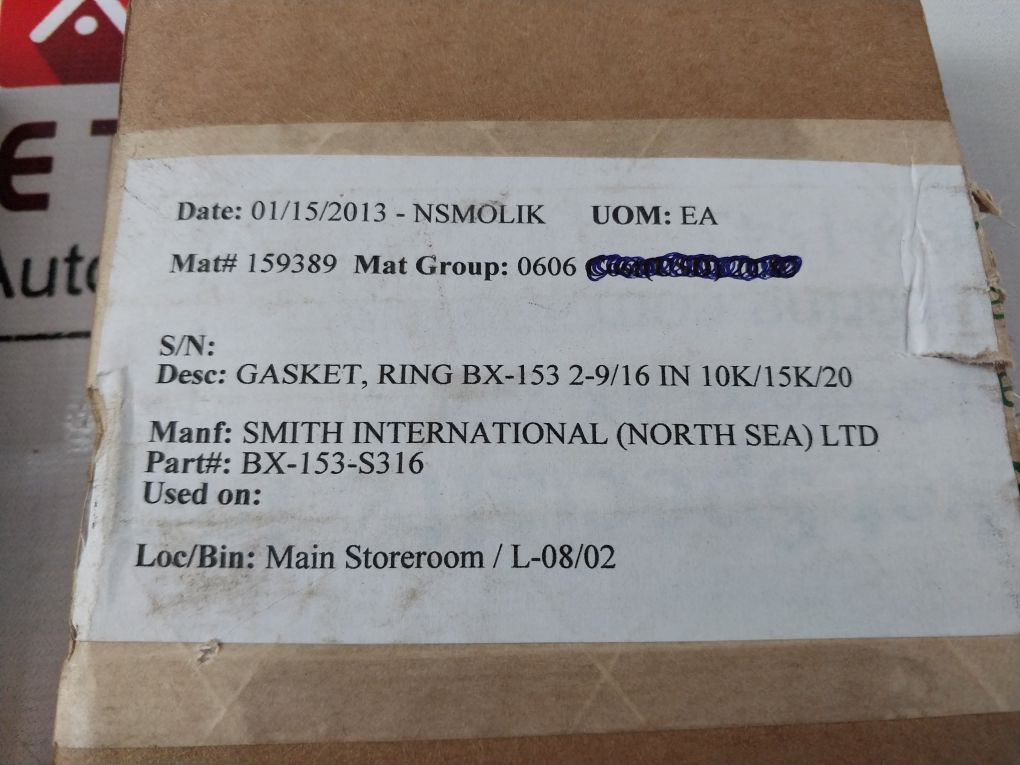 E T
Auto
Date: 01/15/2013 - NSMOLIK UOM: EA
Mat# 159389 Mat Group: 0606
S/N:
Desc: GASKET, RING BX-153 2-9/16 IN 10K/15K/20
Manf: SMITH INTERNATIONAL (NORTH SEA) LTD
Part#: BX-153-S316
Used on:
Loc/Bin: Main Storeroom / L-08/02